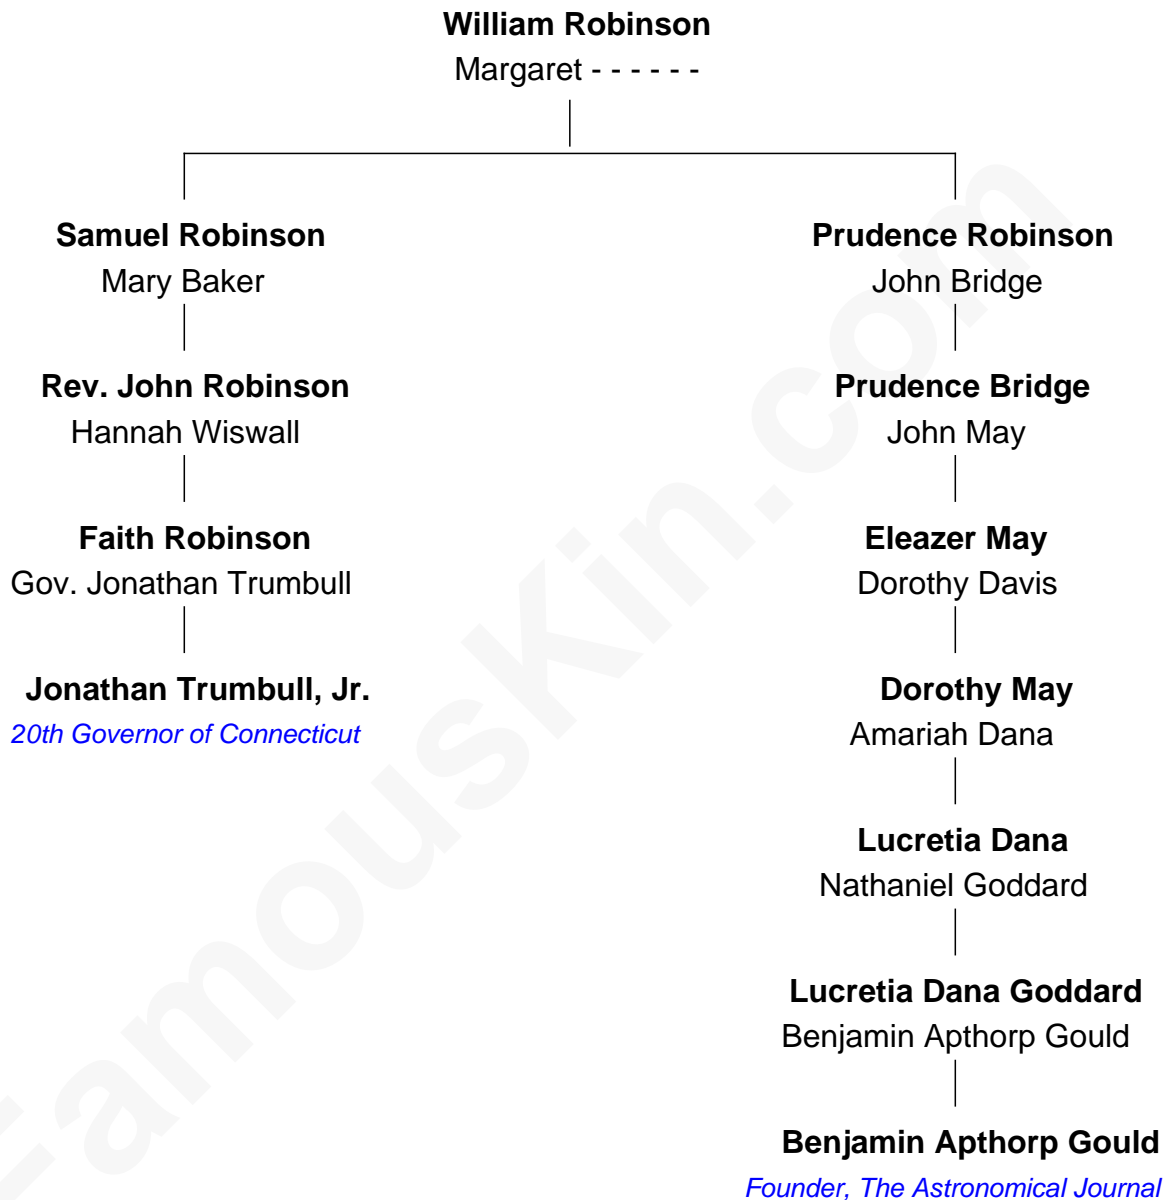 William Robinson
Margaret - - - - - -
Samuel Robinson
Mary Baker
Rev. John Robinson
Hannah Wiswall
Faith Robinson
Gov. Jonathan Trumbull
Jonathan Trumbull, Jr.
20th Governor of Connecticut
Prudence Robinson
John Bridge
Prudence Bridge
John May
Eleazer May
Dorothy Davis
Dorothy May
Amariah Dana
Lucretia Dana
Nathaniel Goddard
Lucretia Dana Goddard
Benjamin Apthorp Gould
Benjamin Apthorp Gould
Founder, The Astronomical Journal
FamousKin.com